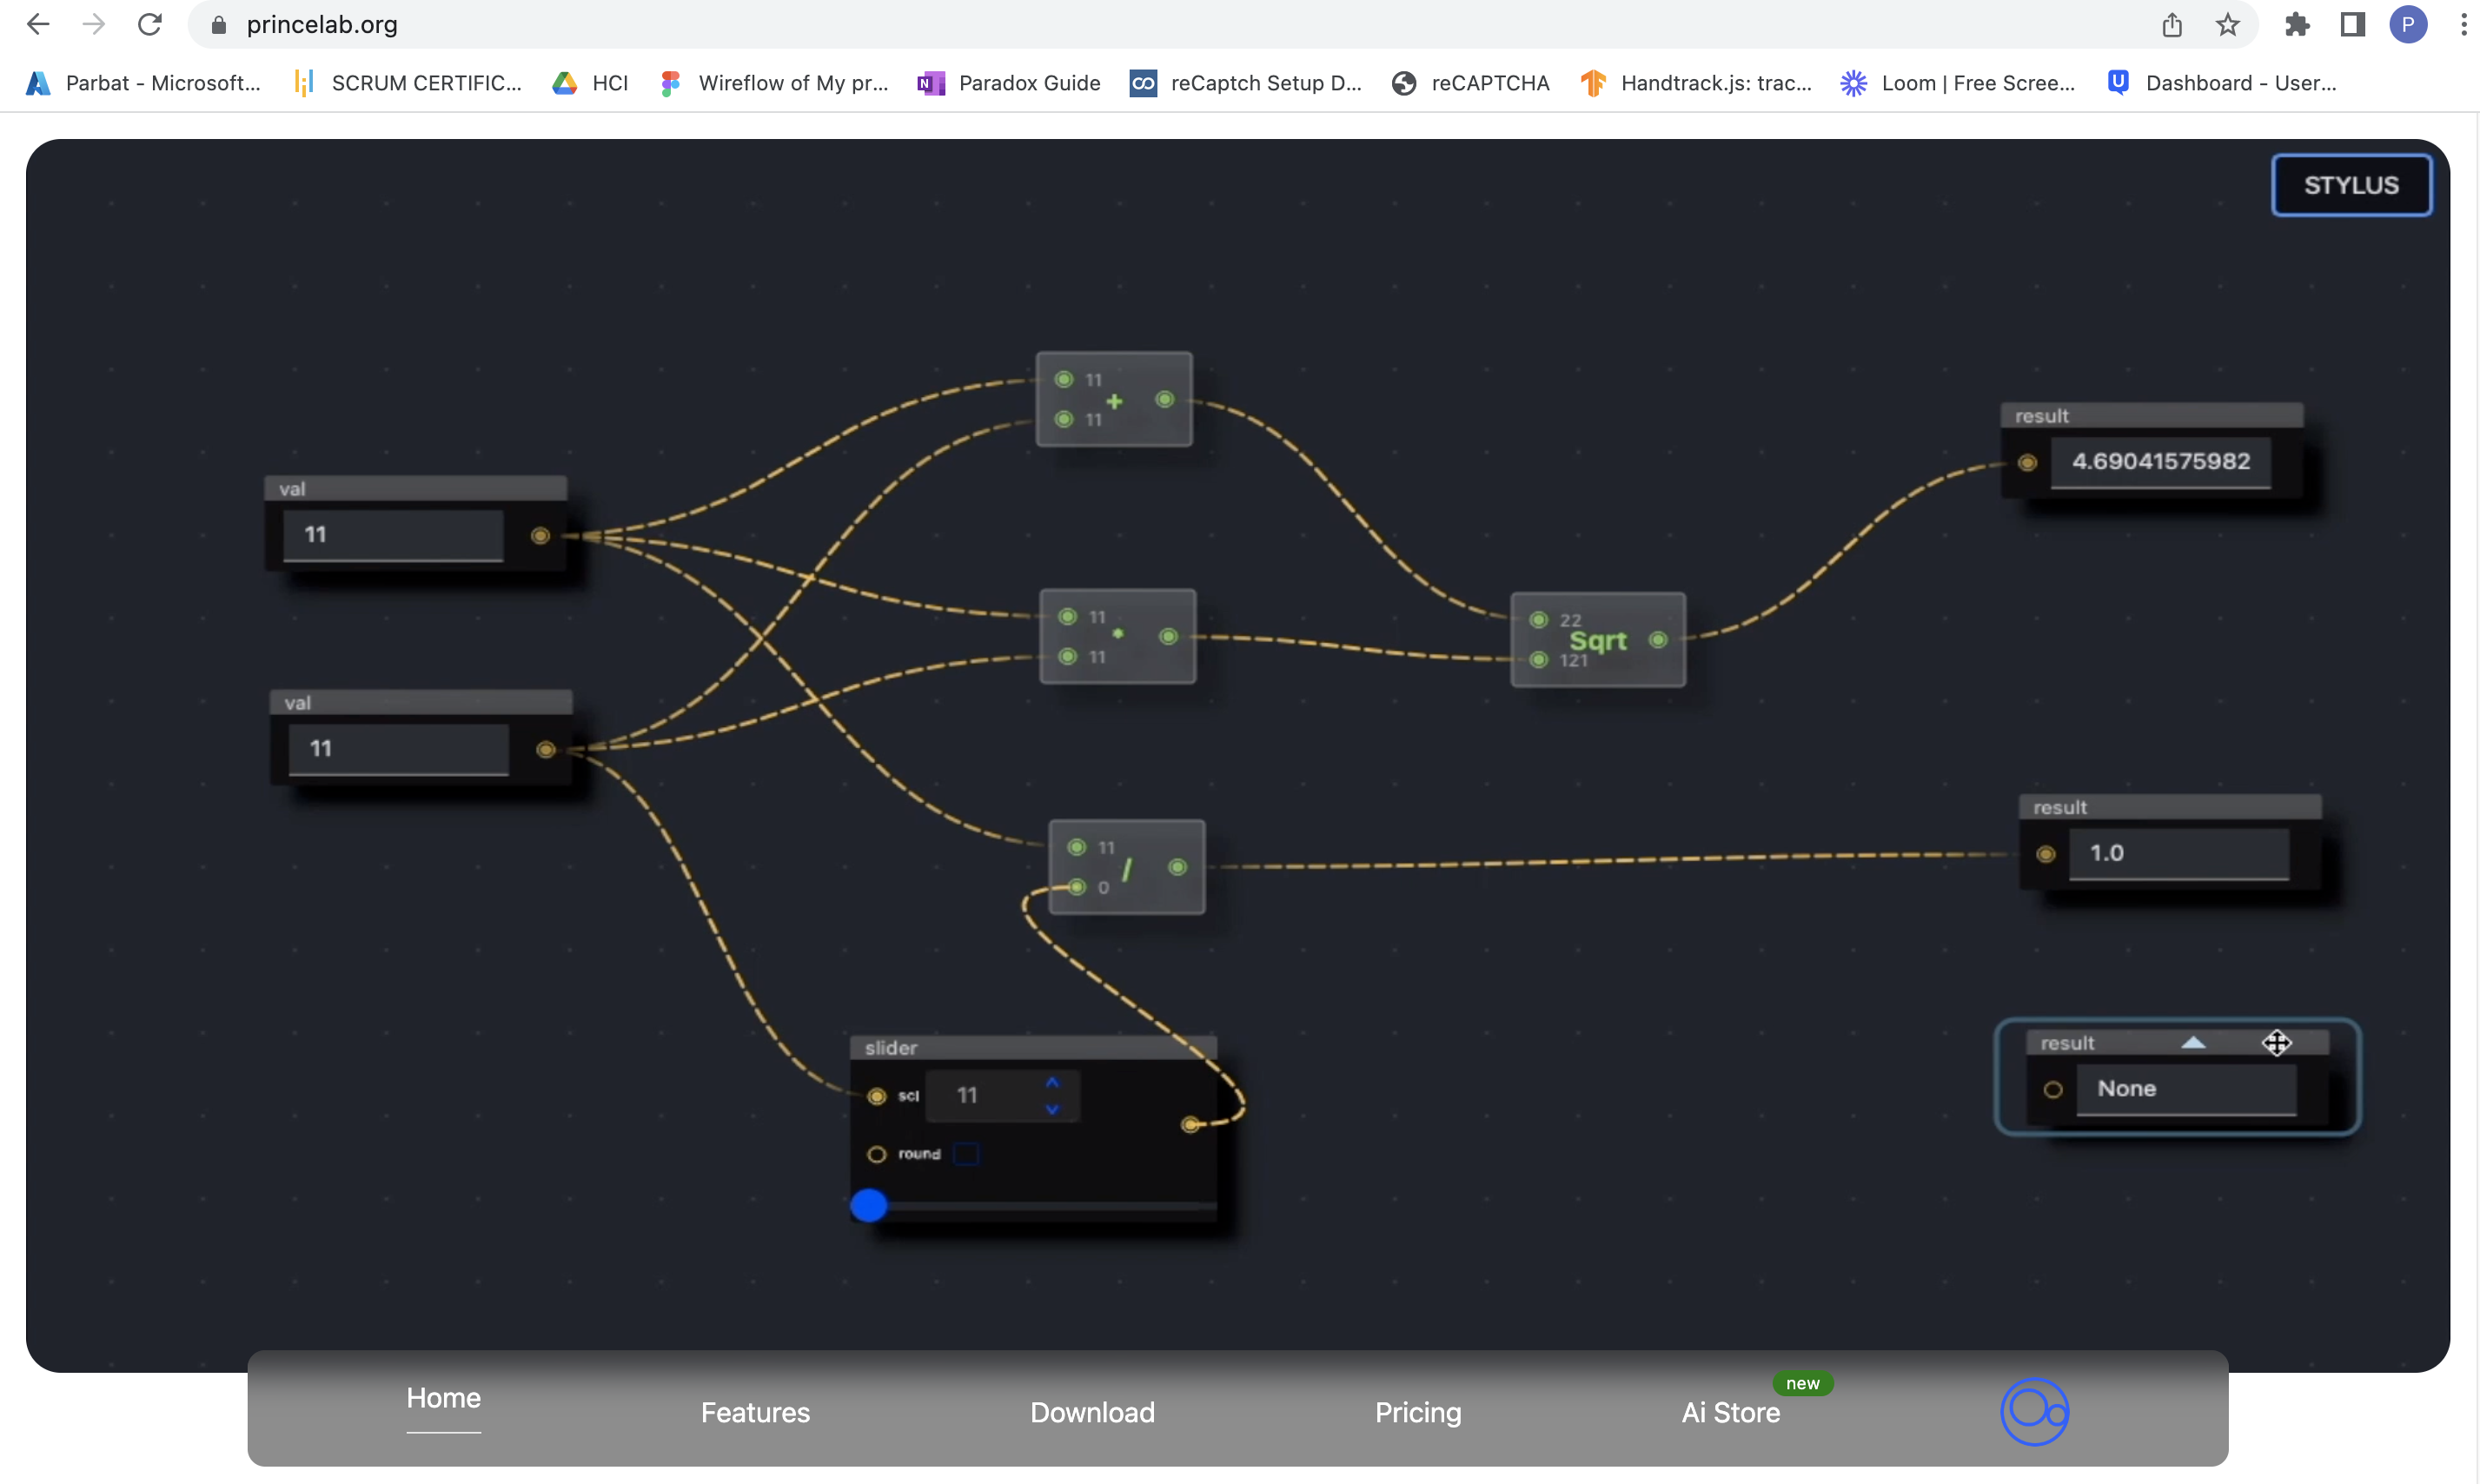 princelab.org
P
Parbat - Microsoft...
SCRUM CERTIFIC...
HCI
Wireflow of My pr...
Paradox Guide
reCaptch Setup D...
reCAPTCHA
Handtrack.js: trac...
Loom | Free Scree...
Dashboard - User...
STYLUS
11
+
11
result
4.69041575982
val
11
11
*
11
22
Sqrt
121
val
11
result
1.0
11
/
0
slider
scl
11
round
result
None
Home
Features
Download
Pricing
Ai Store
new